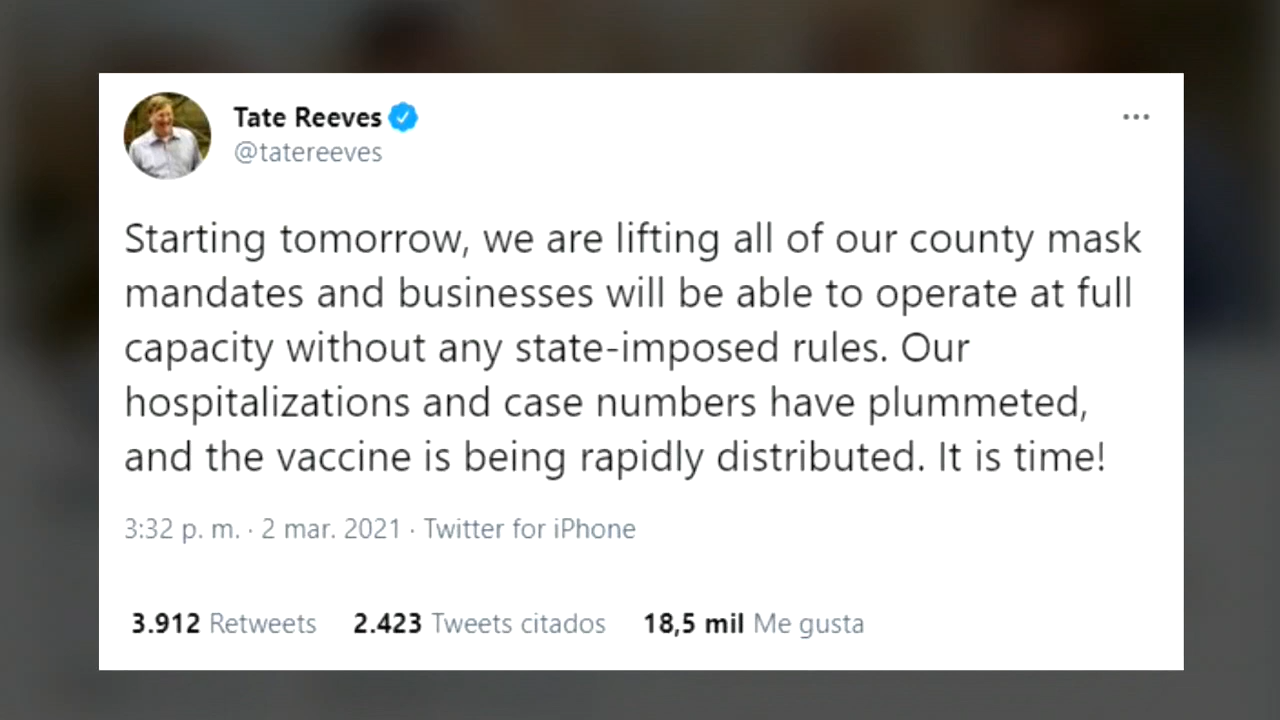 Tate Reeves
@tatereeves
Starting tomorrow, we are lifting all of our county mask
mandates and businesses will be able to operate at full
capacity without any state-imposed rules. Our
hospitalizations and case numbers have plummeted,
and the vaccine is being rapidly distributed. It is time!
3:32 p. m. · 2 mar. 2021 · Twitter for iPhone
3.912 Retweets 2.423 Tweets citados 18,5 mil Me gusta